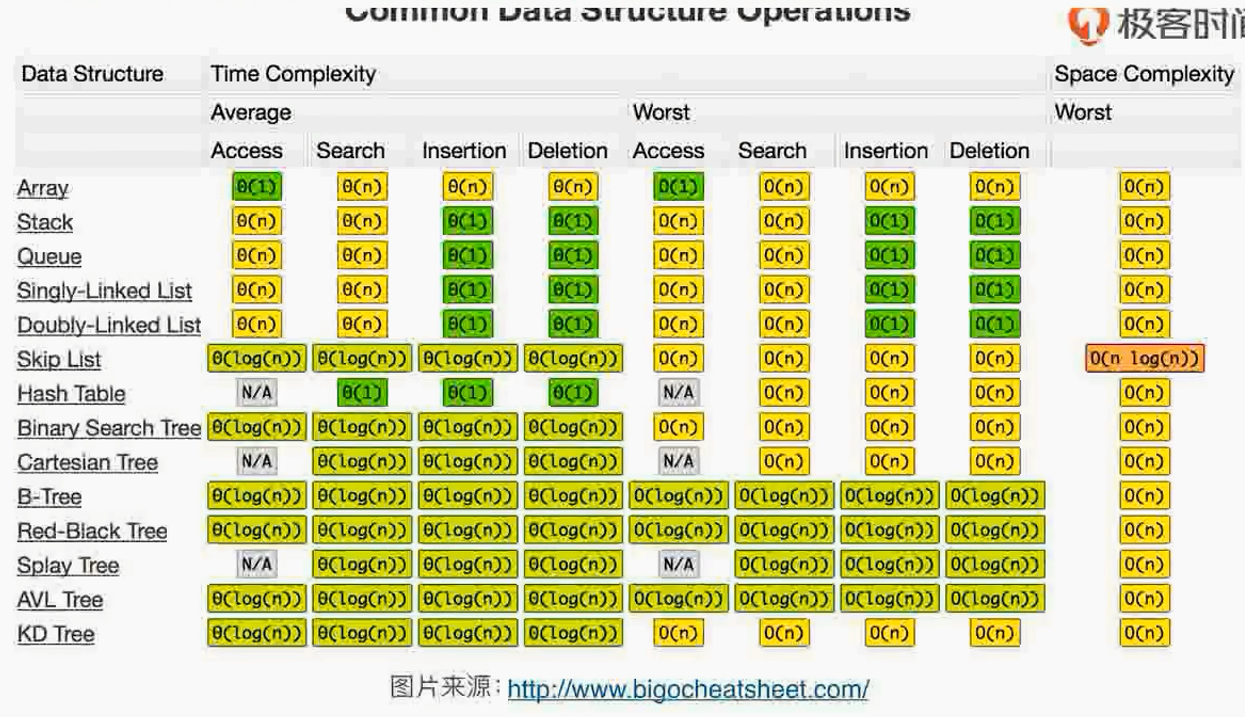 Common Data Structure Operations
极客时间
Data Structure Time Complexity Space Complexity
Average Worst Worst
Access Search Insertion Deletion Access Search Insertion Deletion
Array Θ(1) Θ(n) Θ(n) Θ(n) O(1) O(n) O(n) O(n) O(n)
Stack Θ(n) Θ(n) Θ(1) Θ(1) O(n) O(n) O(1) O(1) O(n)
Queue Θ(n) Θ(n) Θ(1) Θ(1) O(n) O(n) O(1) O(1) O(n)
Singly-Linked List Θ(n) Θ(n) Θ(1) Θ(1) O(n) O(n) O(1) O(1) O(n)
Doubly-Linked List Θ(n) Θ(n) Θ(1) Θ(1) O(n) O(n) O(1) O(1) O(n)
Skip List Θ(log(n)) Θ(log(n)) Θ(log(n)) Θ(log(n)) O(n) O(n) O(n) O(n) O(n log(n))
Hash Table N/A Θ(1) Θ(1) Θ(1) N/A O(n) O(n) O(n) O(n)
Binary Search Tree Θ(log(n)) Θ(log(n)) Θ(log(n)) Θ(log(n)) O(n) O(n) O(n) O(n) O(n)
Cartesian Tree N/A Θ(log(n)) Θ(log(n)) Θ(log(n)) N/A O(n) O(n) O(n) O(n)
B-Tree Θ(log(n)) Θ(log(n)) Θ(log(n)) Θ(log(n)) O(log(n)) O(log(n)) O(log(n)) O(log(n)) O(n)
Red-Black Tree Θ(log(n)) Θ(log(n)) Θ(log(n)) Θ(log(n)) O(log(n)) O(log(n)) O(log(n)) O(log(n)) O(n)
Splay Tree N/A Θ(log(n)) Θ(log(n)) Θ(log(n)) N/A O(log(n)) O(log(n)) O(log(n)) O(n)
AVL Tree Θ(log(n)) Θ(log(n)) Θ(log(n)) Θ(log(n)) O(log(n)) O(log(n)) O(log(n)) O(log(n)) O(n)
KD Tree Θ(log(n)) Θ(log(n)) Θ(log(n)) Θ(log(n)) O(n) O(n) O(n) O(n) O(n)
图片来源：http://www.bigocheatsheet.com/